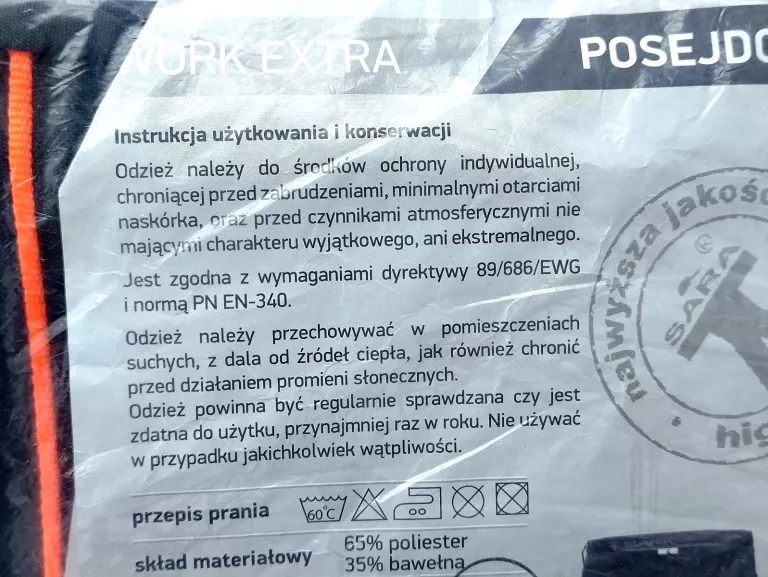 WORK EXTRA
Instrukcja użytkowania i konserwacji
Odzież należy do środków ochrony indywidualnej,
chroniącej przed zabrudzeniami, minimalnymi otarciami
naskórka, oraz przed czynnikami atmosferycznymi nie
mającymi charakteru wyjątkowego, ani ekstremalnego.
Jest zgodna z wymaganiami dyrektywy 89/686/EWG
i normą PN EN-340.
Odzież należy przechowywać w pomieszczeniach
suchych, z dala od źródeł ciepła, jak również chronić
przed działaniem promieni słonecznych.
Odzież powinna być regularnie sprawdzana czy jest
zdatna do użytku, przynajmniej raz w roku. Nie używać
w przypadku jakichkolwiek wątpliwości.
przepis prania 60°C
skład materiałowy 65% poliester
35% bawełna
najwyższa jakość
SARA ®